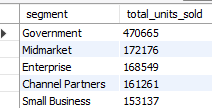 segment total_units_sold
Government 470665
Midmarket 172176
Enterprise 168549
Channel Partners 161261
Small Business 153137